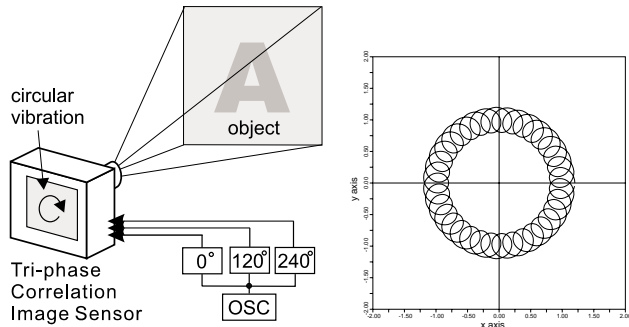 circular
vibration
A
object
0° 120° 240°
OSC
Tri-phase
Correlation
Image Sensor
y axis
2.00
1.50
1.00
0.50
0.00
-0.50
-1.00
-1.50
-2.00
-2.00 -1.50 -1.00 -0.50 0.00 0.50 1.00 1.50 2.00
x axis